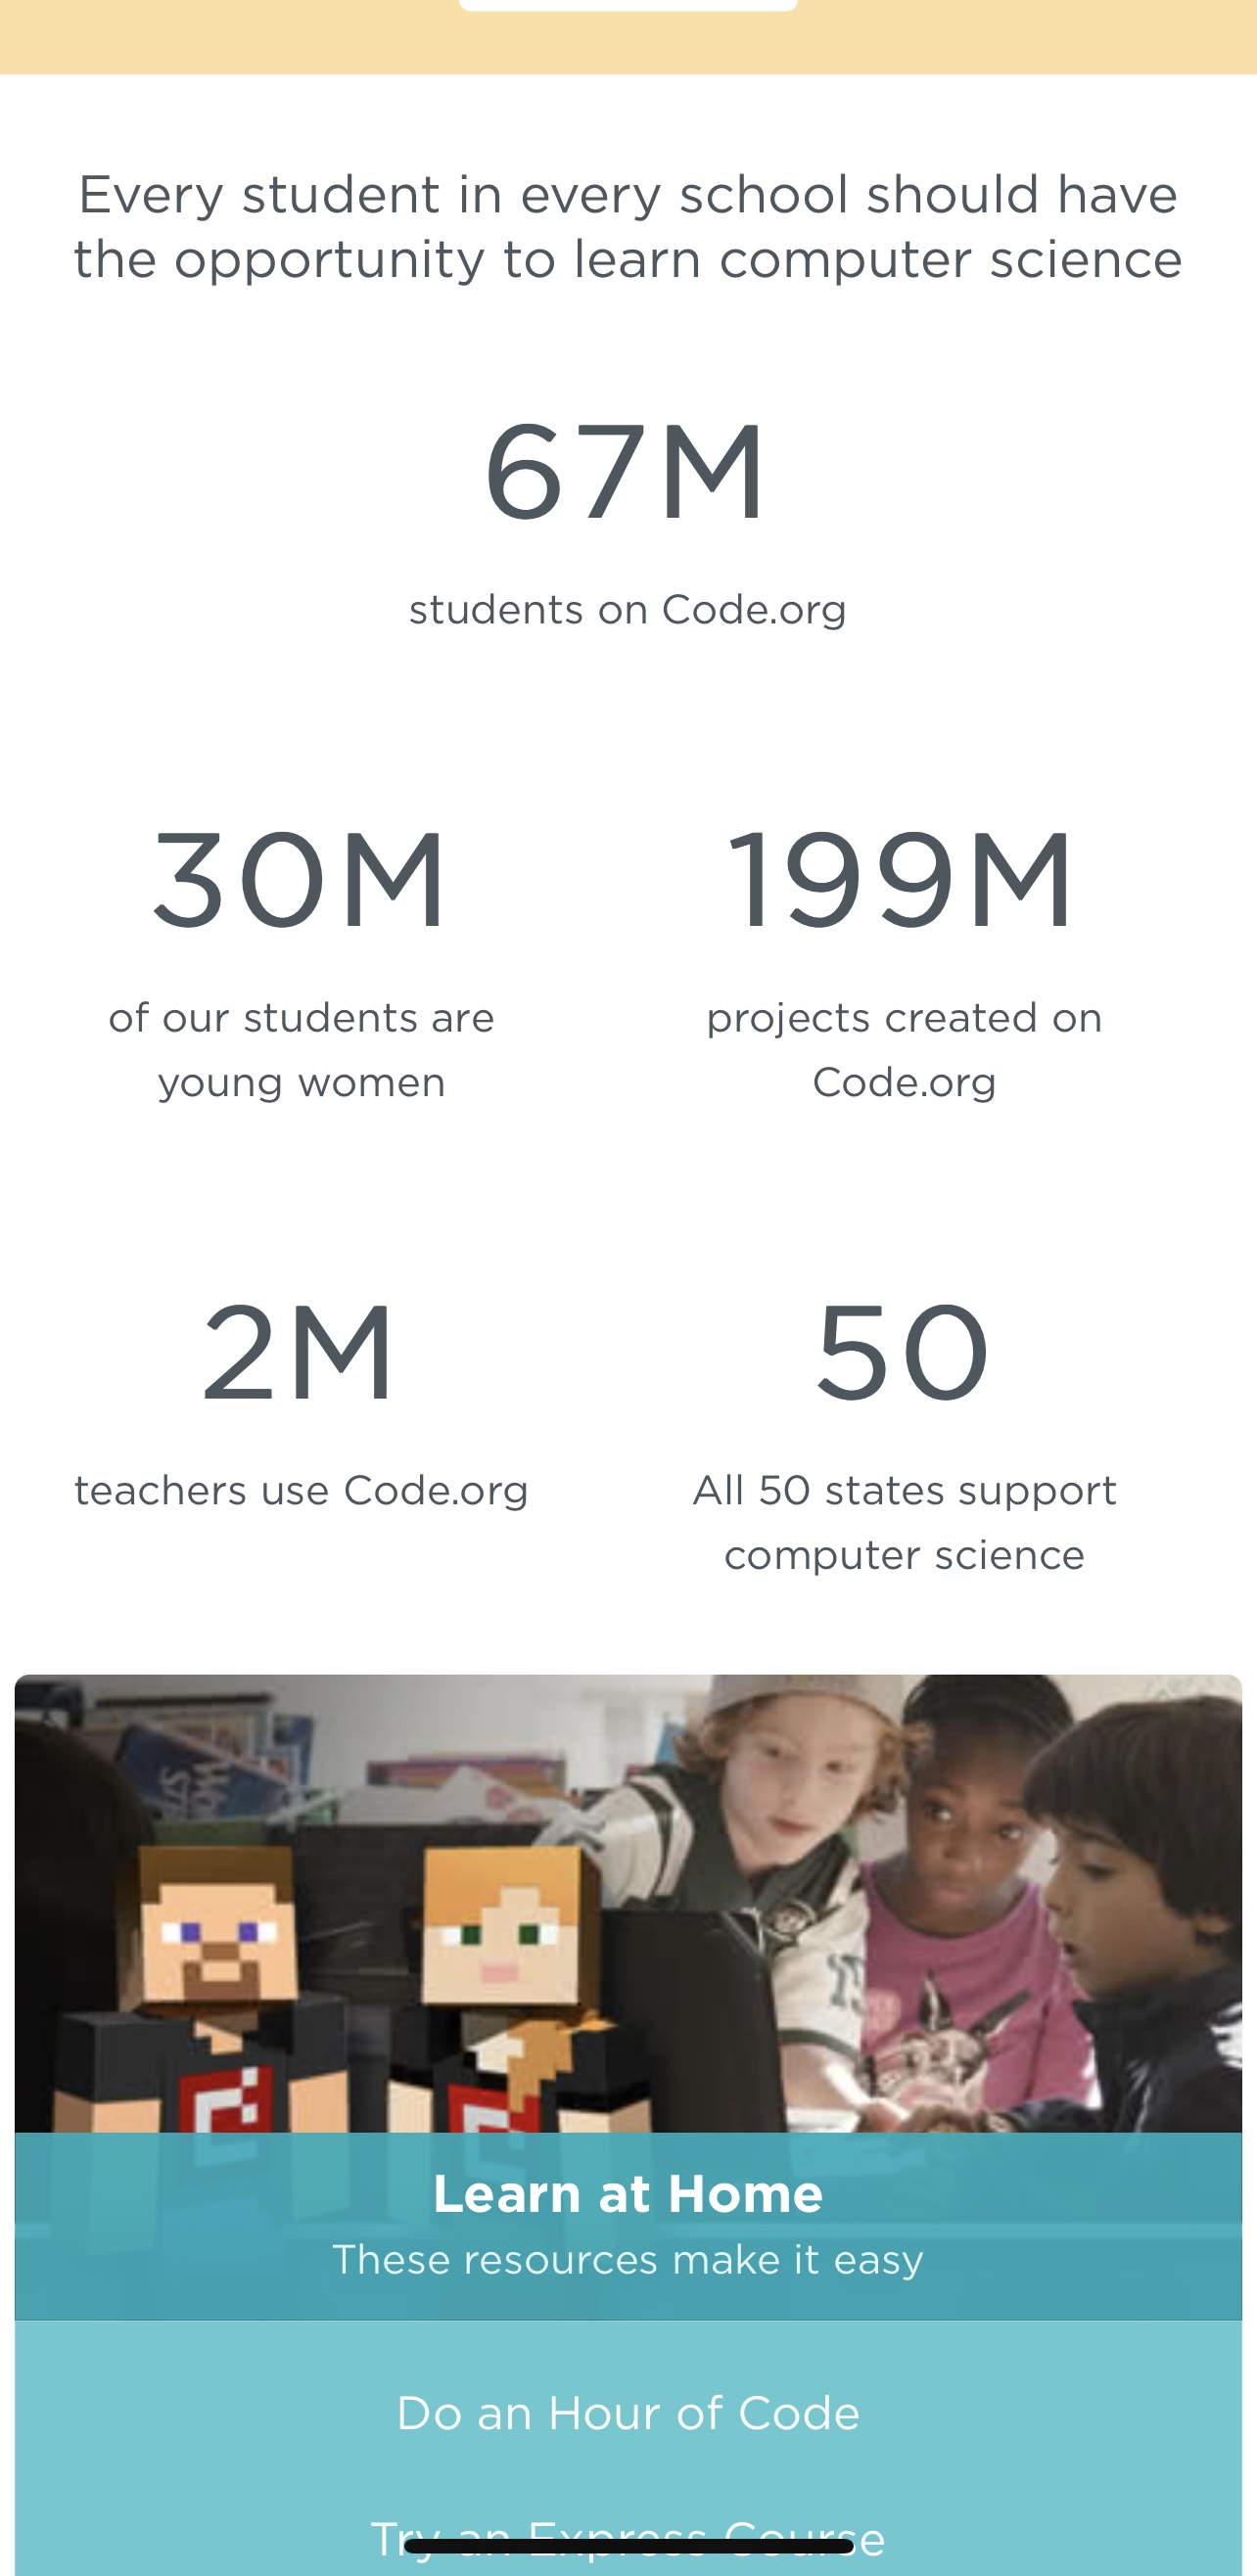 Every student in every school should have
the opportunity to learn computer science
67M
students on Code.org
30M
of our students are
young women
199M
projects created on
Code.org
2M
teachers use Code.org
50
All 50 states support
computer science
Learn at Home
These resources make it easy
Do an Hour of Code
Try an Express Course